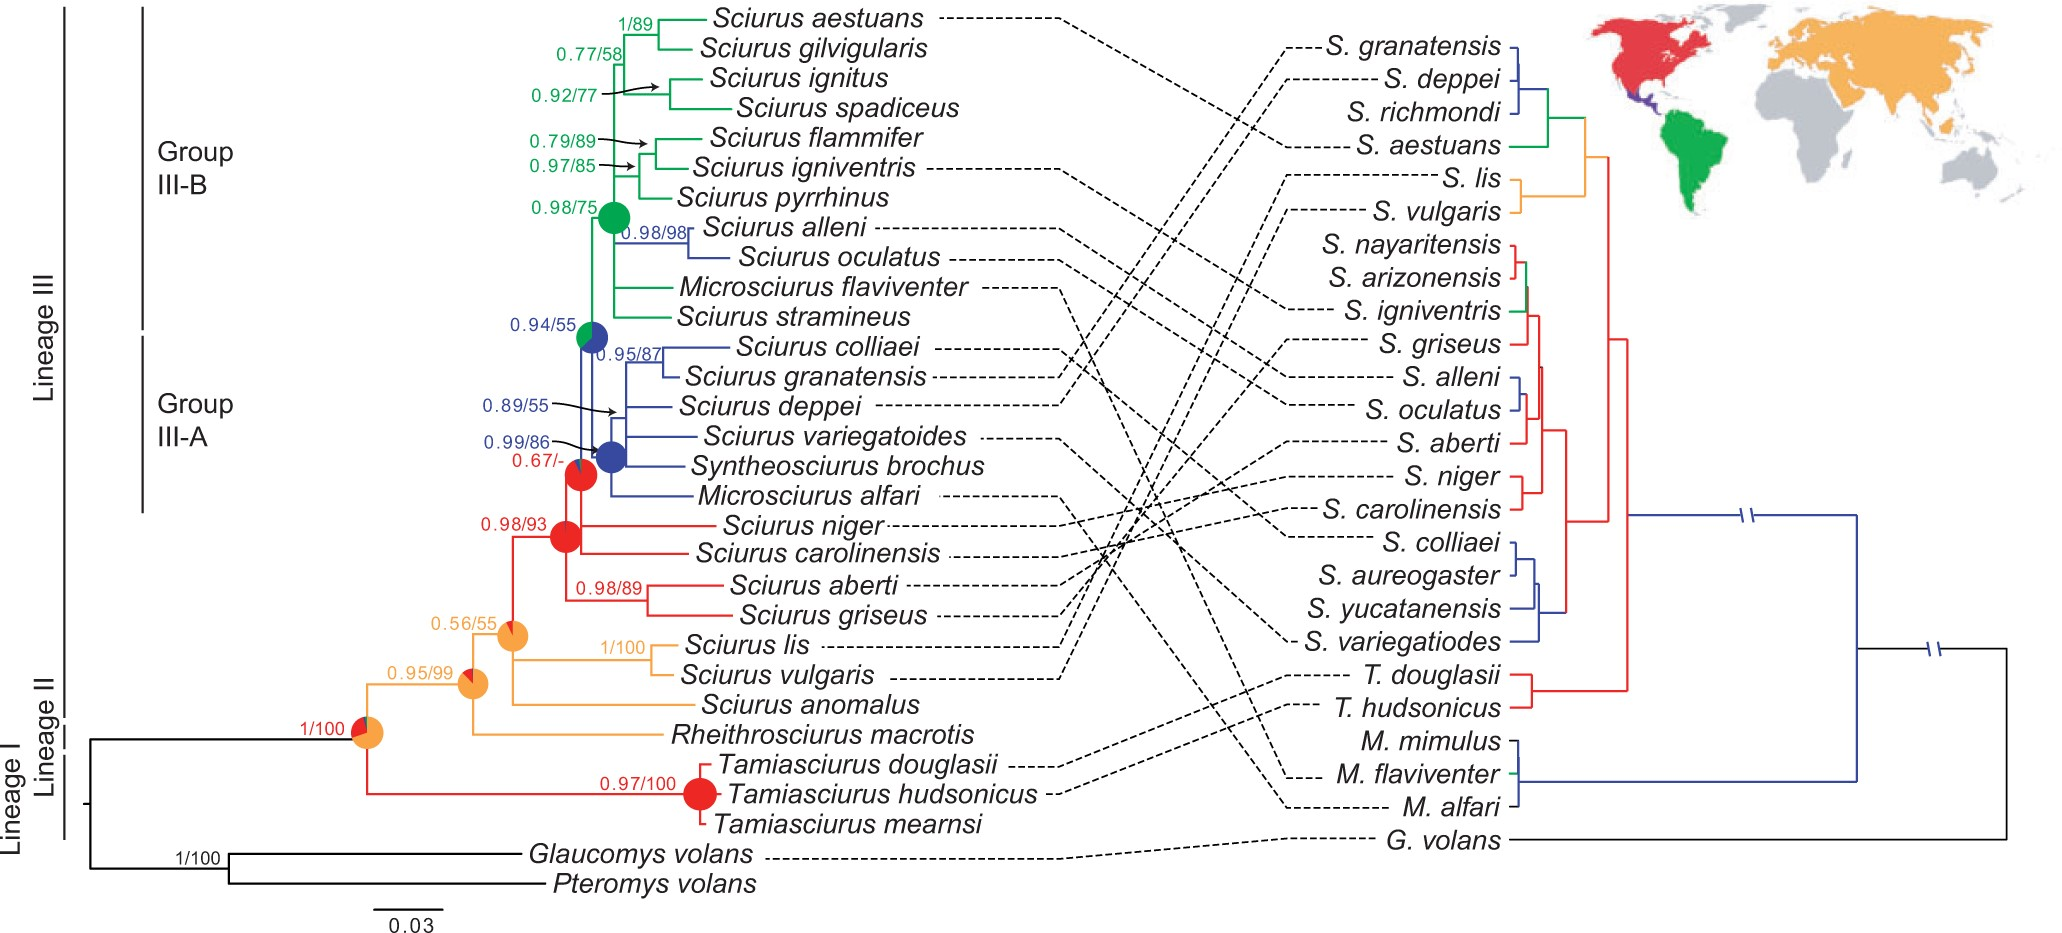 Lineage III
Lineage II
Lineage I
Group
III-B
Group
III-A
1/89
0.77/58
0.92/77
0.79/89
0.97/85
0.98/75
0.98/98
0.94/55
0.95/87
0.89/55
0.99/86
0.67/-
0.98/93
0.98/89
0.56/55
1/100
0.95/99
1/100
0.97/100
1/100
Sciurus aestuans
Sciurus gilvigularis
Sciurus ignitus
Sciurus spadiceus
Sciurus flammifer
Sciurus igniventris
Sciurus pyrrhinus
Sciurus alleni
Sciurus oculatus
Microsciurus flaviventer
Sciurus stramineus
Sciurus colliaei
Sciurus granatensis
Sciurus deppei
Sciurus variegatoides
Syntheosciurus brochus
Microsciurus alfari
Sciurus niger
Sciurus carolinensis
Sciurus aberti
Sciurus griseus
Sciurus lis
Sciurus vulgaris
Sciurus anomalus
Rheithrosciurus macrotis
Tamiasciurus douglasii
Tamiasciurus hudsonicus
Tamiasciurus mearnsi
Glaucomys volans
Pteromys volans
0.03
S. granatensis
S. deppei
S. richmondi
S. aestuans
S. lis
S. vulgaris
S. nayaritensis
S. arizonensis
S. igniventris
S. griseus
S. alleni
S. oculatus
S. aberti
S. niger
S. carolinensis
S. colliaei
S. aureogaster
S. yucatanensis
S. variegatiodes
T. douglasii
T. hudsonicus
M. mimulus
M. flaviventer
M. alfari
G. volans